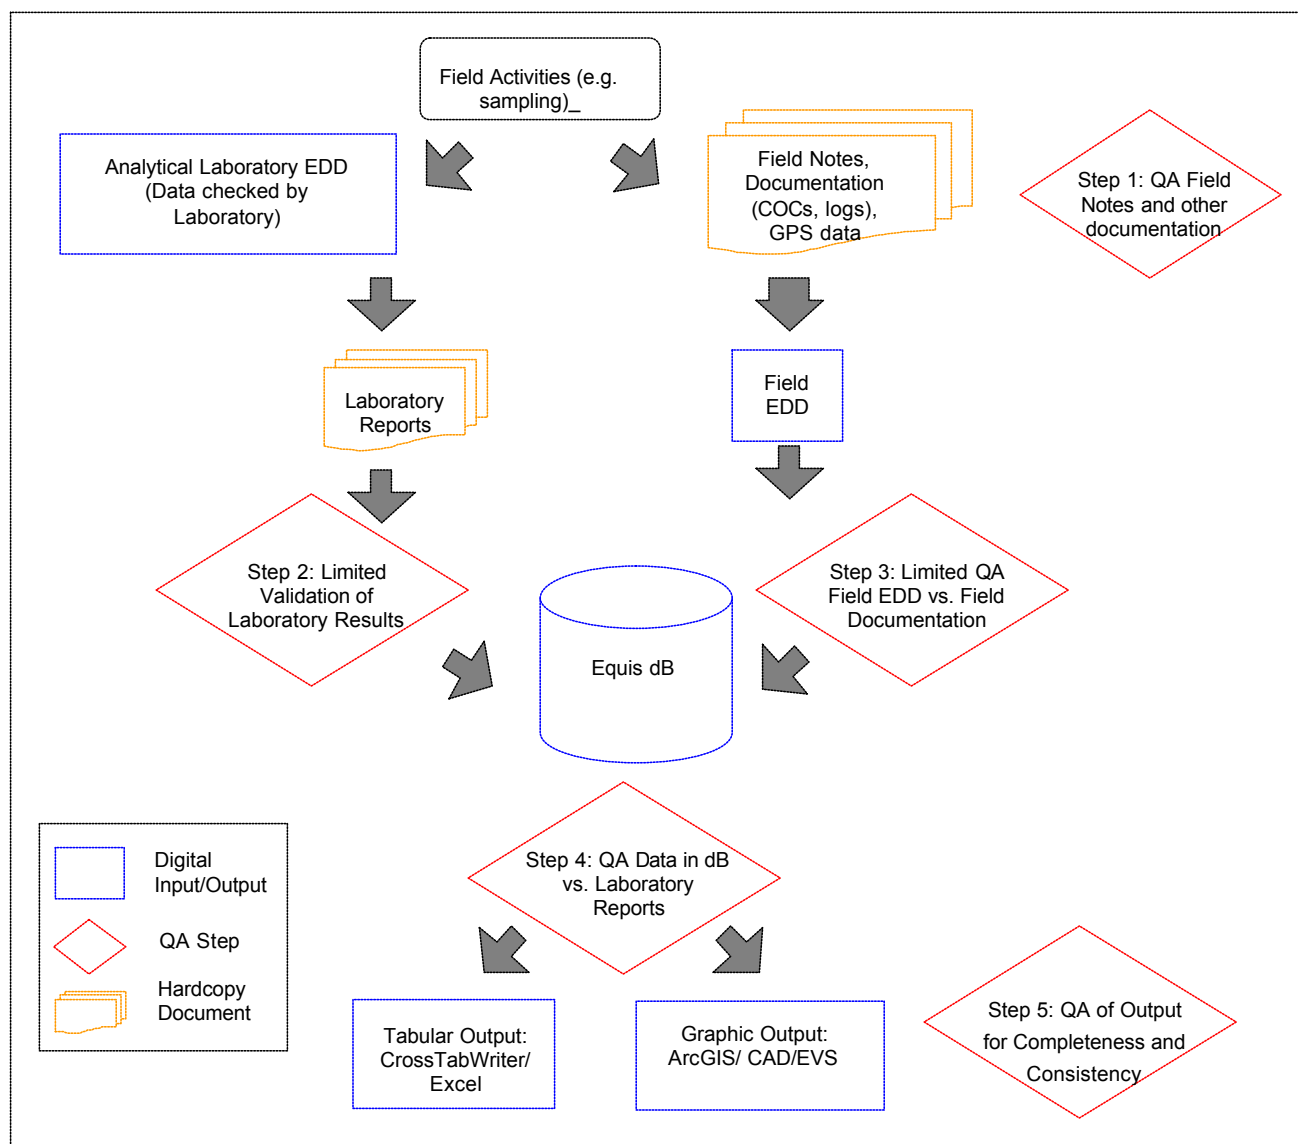 Field Activities (e.g.
sampling)_
Analytical Laboratory EDD
(Data checked by
Laboratory)
Field Notes,
Documentation
(COCs, logs),
GPS data
Step 1: QA Field
Notes and other
documentation
Laboratory
Reports
Field
EDD
Step 2: Limited
Validation of
Laboratory Results
Equis dB
Step 3: Limited QA
Field EDD vs. Field
Documentation
Step 4: QA Data in dB
vs. Laboratory
Reports
Digital
Input/Output
QA Step
Hardcopy
Document
Tabular Output:
CrossTabWriter/
Excel
Graphic Output:
ArcGIS/ CAD/EVS
Step 5: QA of Output
for Completeness and
Consistency